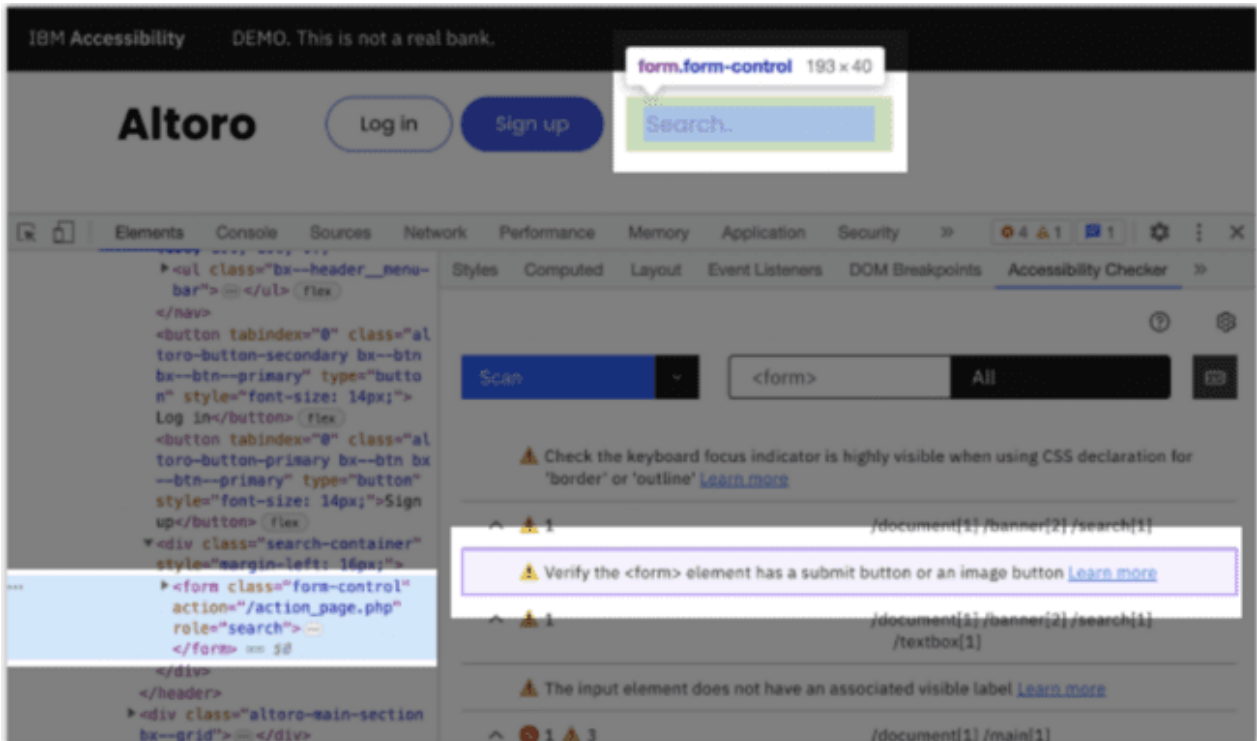 IBM Accessibility DEMO. This is not a real bank.
form.form-control 193 × 40
Altoro Log in Sign up Search..
Elements Console Sources Network Performance Memory Application Security » 4 1 1
Styles Computed Layout Event Listeners DOM Breakpoints Accessibility Checker »
<ul class="bx--header__menu-
bar">⋯</ul> flex
</nav>
<button tabindex="0" class="al
toro-button-secondary bx--btn
bx--btn--primary" type="butto
n" style="font-size: 14px;">
Log in</button> flex
<button tabindex="0" class="al
toro-button-primary bx--btn bx
--btn--primary" type="button"
style="font-size: 14px;">Sign
up</button> flex
<div class="search-container"
style="margin-left: 16px;">
<form class="form-control"
action="/action_page.php"
role="search">⋯
</form> == $0
</div>
</header>
<div class="altoro-main-section
bx--grid">⋯</div>
Scan <form> All
Check the keyboard focus indicator is highly visible when using CSS declaration for
'border' or 'outline' Learn more
1 /document[1] /banner[2] /search[1]
Verify the <form> element has a submit button or an image button Learn more
1 /document[1] /banner[2] /search[1]
/textbox[1]
The input element does not have an associated visible label Learn more
1 3 /document[1] /main[1]